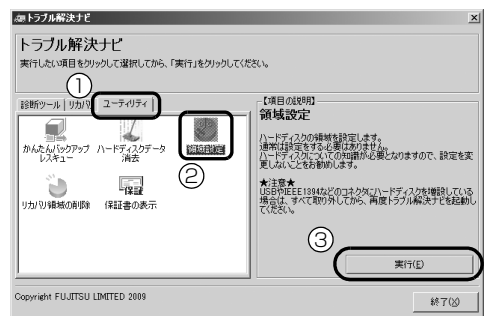 トラブル解決ナビ
トラブル解決ナビ
実行したい項目をクリックして選択してから、「実行」をクリックしてください。
①
診断ツール
リカバリ
ユーティリティ
かんたんバックアップ
レスキュー
ハードディスクデータ
消去
領域設定
②
リカバリ領域の削除
保証
保証書の表示
【項目の説明】
領域設定
ハードディスクの領域を設定します。
通常は設定をする必要はありません。
ハードディスクについての知識が必要となりますので、設定を変
更しないことをお勧めします。
★注意★
USBやIEEE1394などのコネクタにハードディスクを増設している
場合は、すべて取り外してから、再度トラブル解決ナビを起動し
てください。
③
実行(E)
Copyright FUJITSU LIMITED 2009
終了(X)